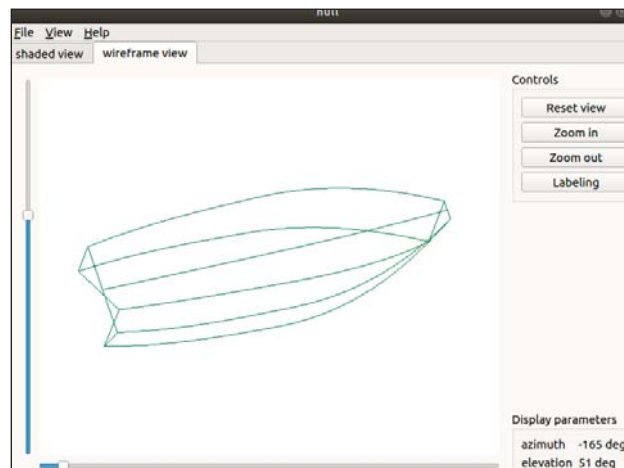 null
File View Help
shaded view wireframe view
Controls
Reset view
Zoom in
Zoom out
Labeling
Display parameters
azimuth -165 deg
elevation 51 deg